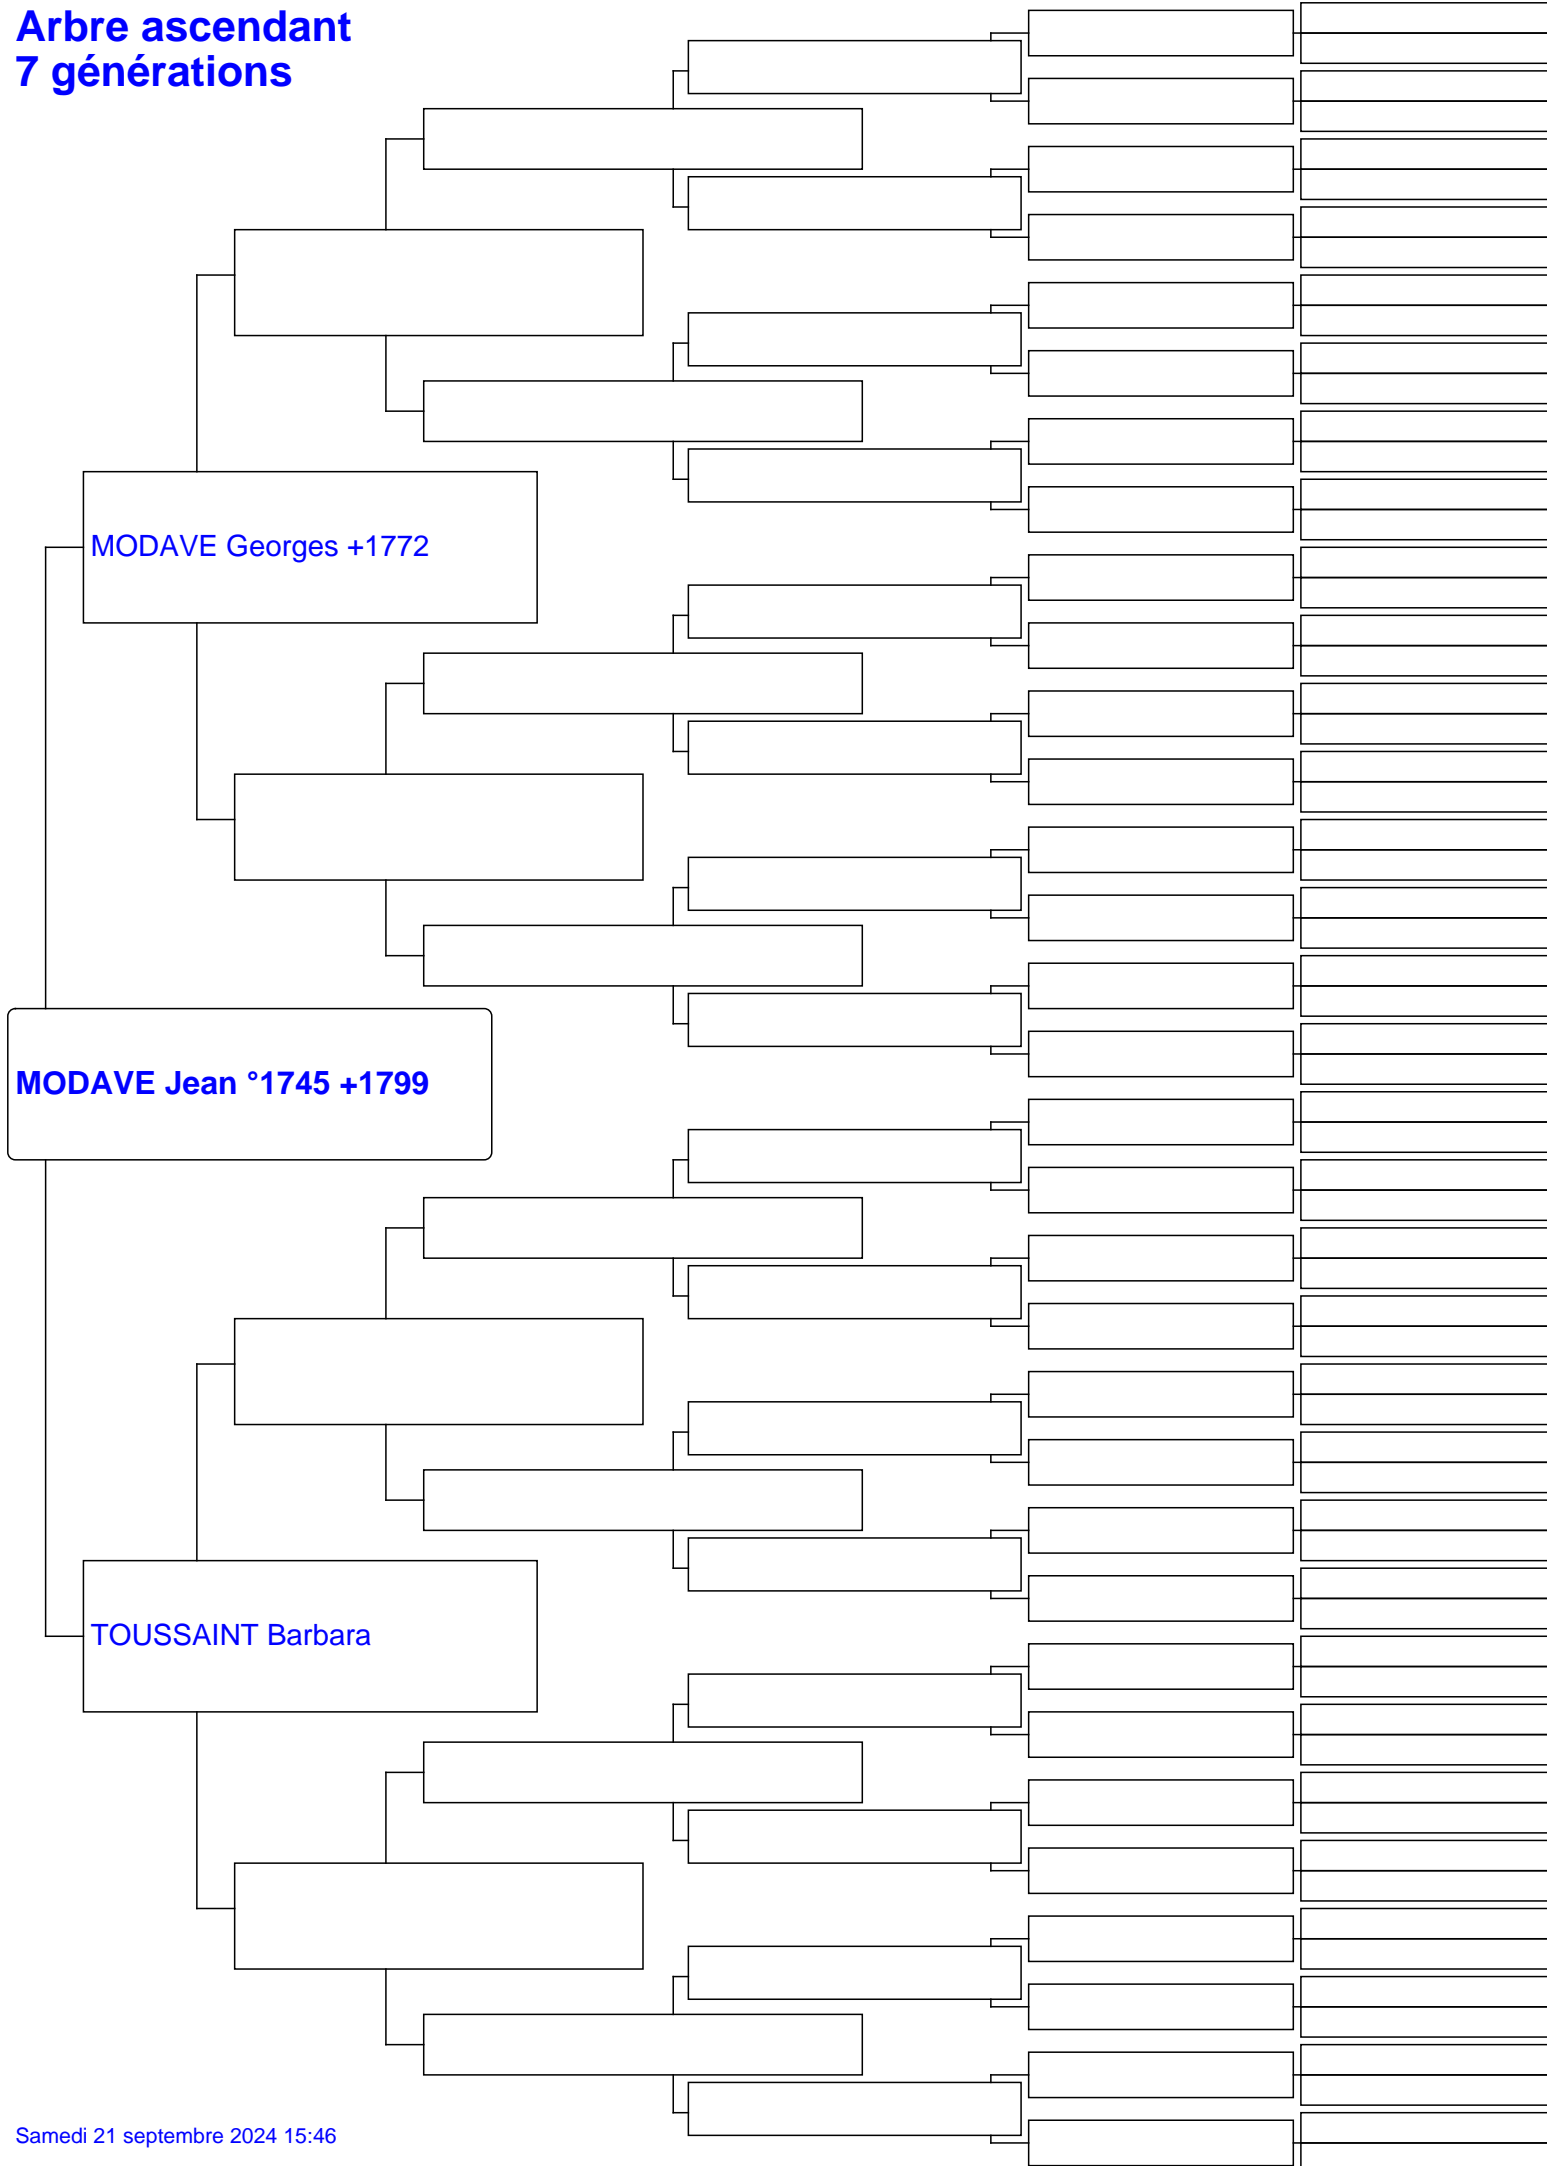 Arbre ascendant
7 générations
MODAVE Georges +1772
MODAVE Jean °1745 +1799
TOUSSAINT Barbara
Samedi 21 septembre 2024 15:46